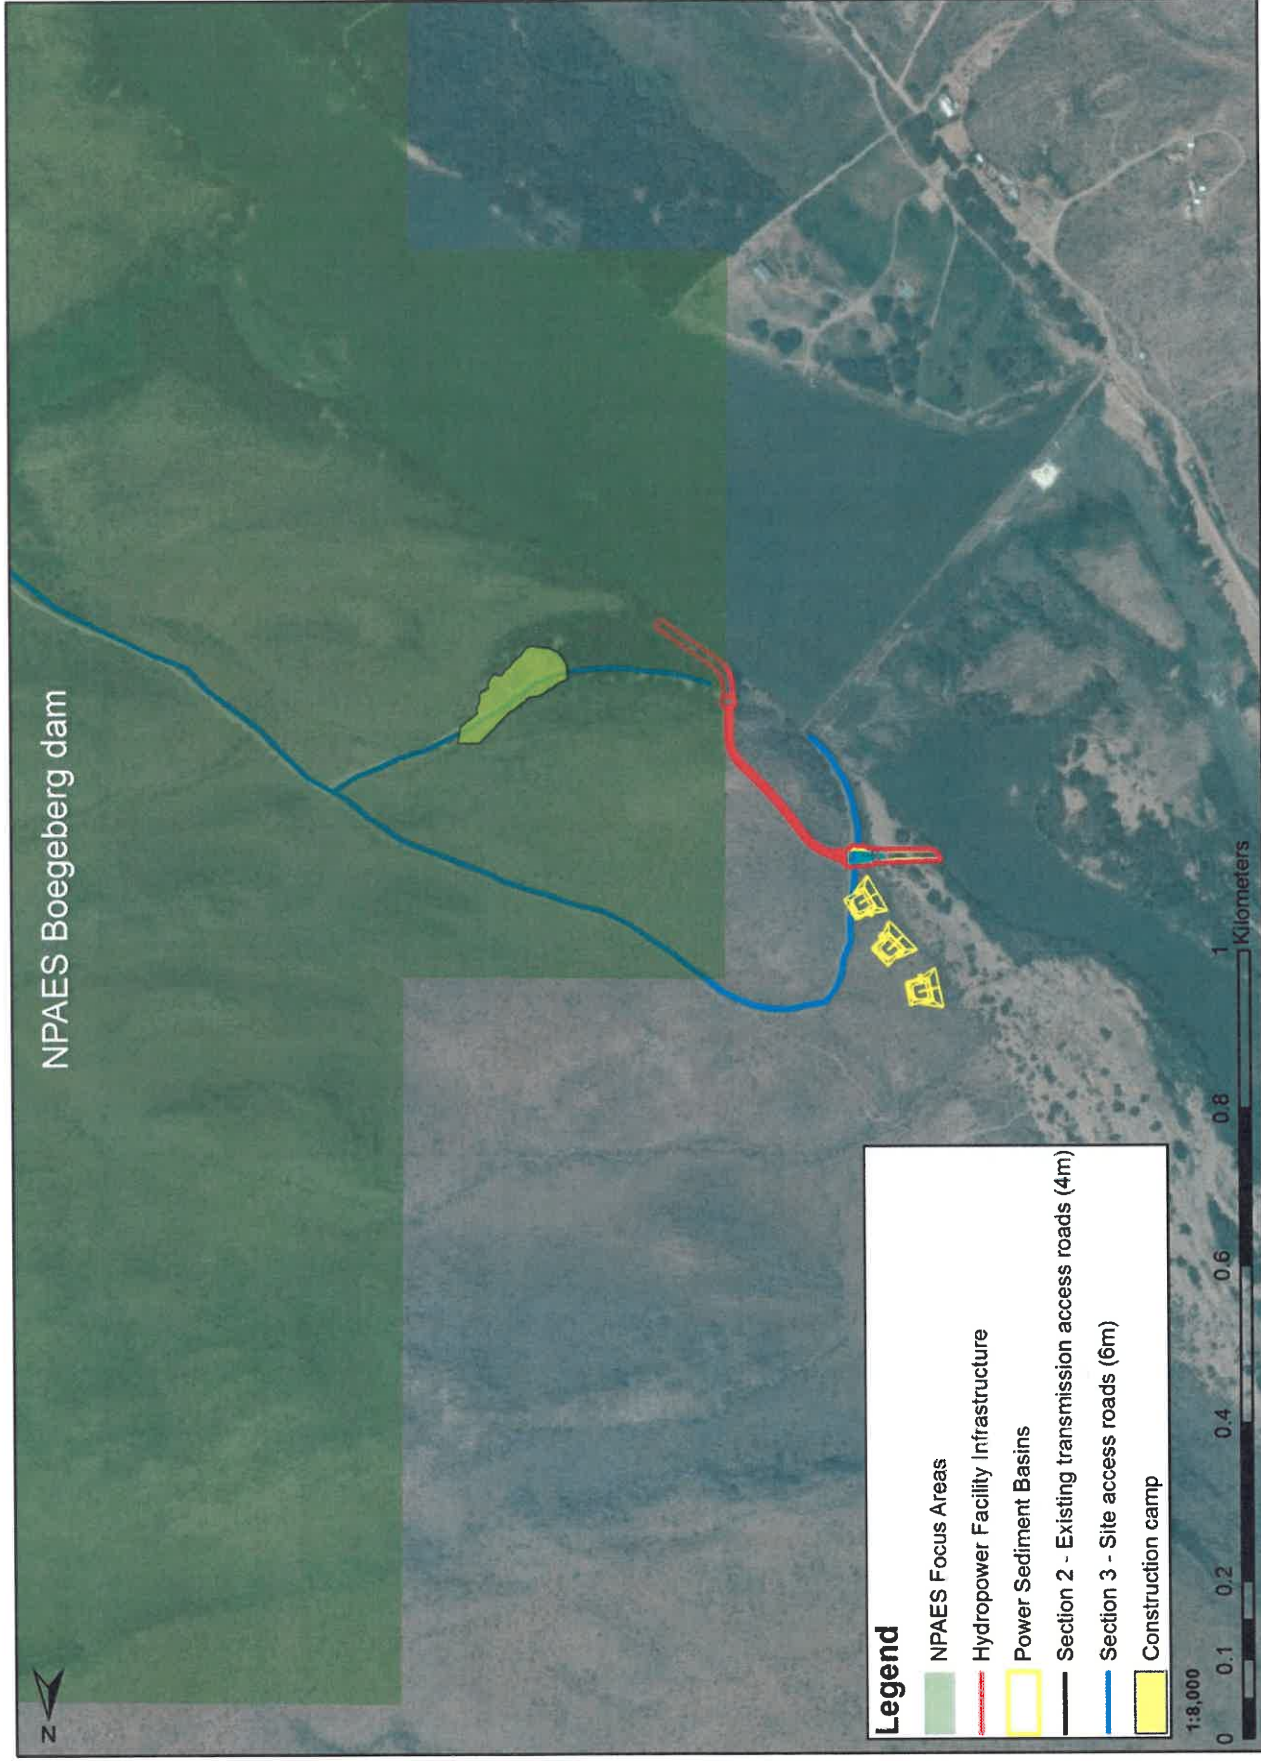 NPAES Boegeberg dam
N
Legend
NPAES Focus Areas
Hydropower Facility Infrastructure
Power Sediment Basins
Section 2 - Existing transmission access roads (4m)
Section 3 - Site access roads (6m)
Construction camp
1:8,000
0 0.1 0.2 0.4 0.6 0.8 1
Kilometers